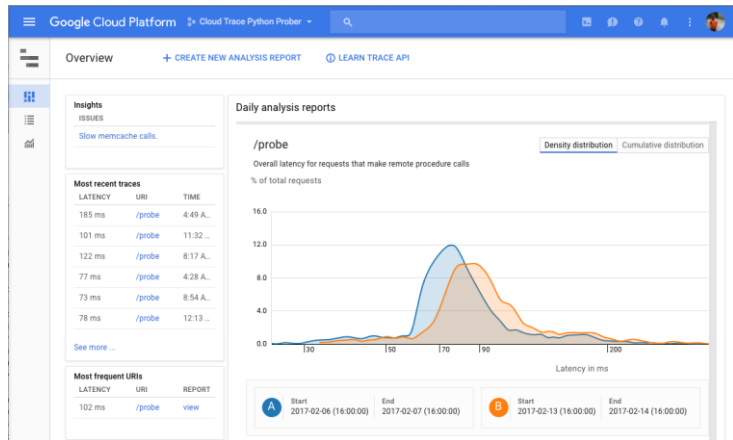 Google Cloud Platform Cloud Trace Python Prober
Overview + CREATE NEW ANALYSIS REPORT LEARN TRACE API
Insights
ISSUES
Slow memcache calls.
Most recent traces
LATENCY URI TIME
185 ms /probe 4:49 A...
101 ms /probe 11:32 ...
122 ms /probe 8:17 A...
77 ms /probe 4:28 A...
73 ms /probe 8:54 A...
78 ms /probe 12:13 ...
See more ...
Most frequent URIs
LATENCY URI REPORT
102 ms /probe view
Daily analysis reports
/probe
Density distribution Cumulative distribution
Overall latency for requests that make remote procedure calls
% of total requests
16.0
12.0
8.0
4.0
0.0
30 50 70 90 200
Latency in ms
A
Start End
2017-02-06 (16:00:00) 2017-02-07 (16:00:00)
B
Start End
2017-02-13 (16:00:00) 2017-02-14 (16:00:00)